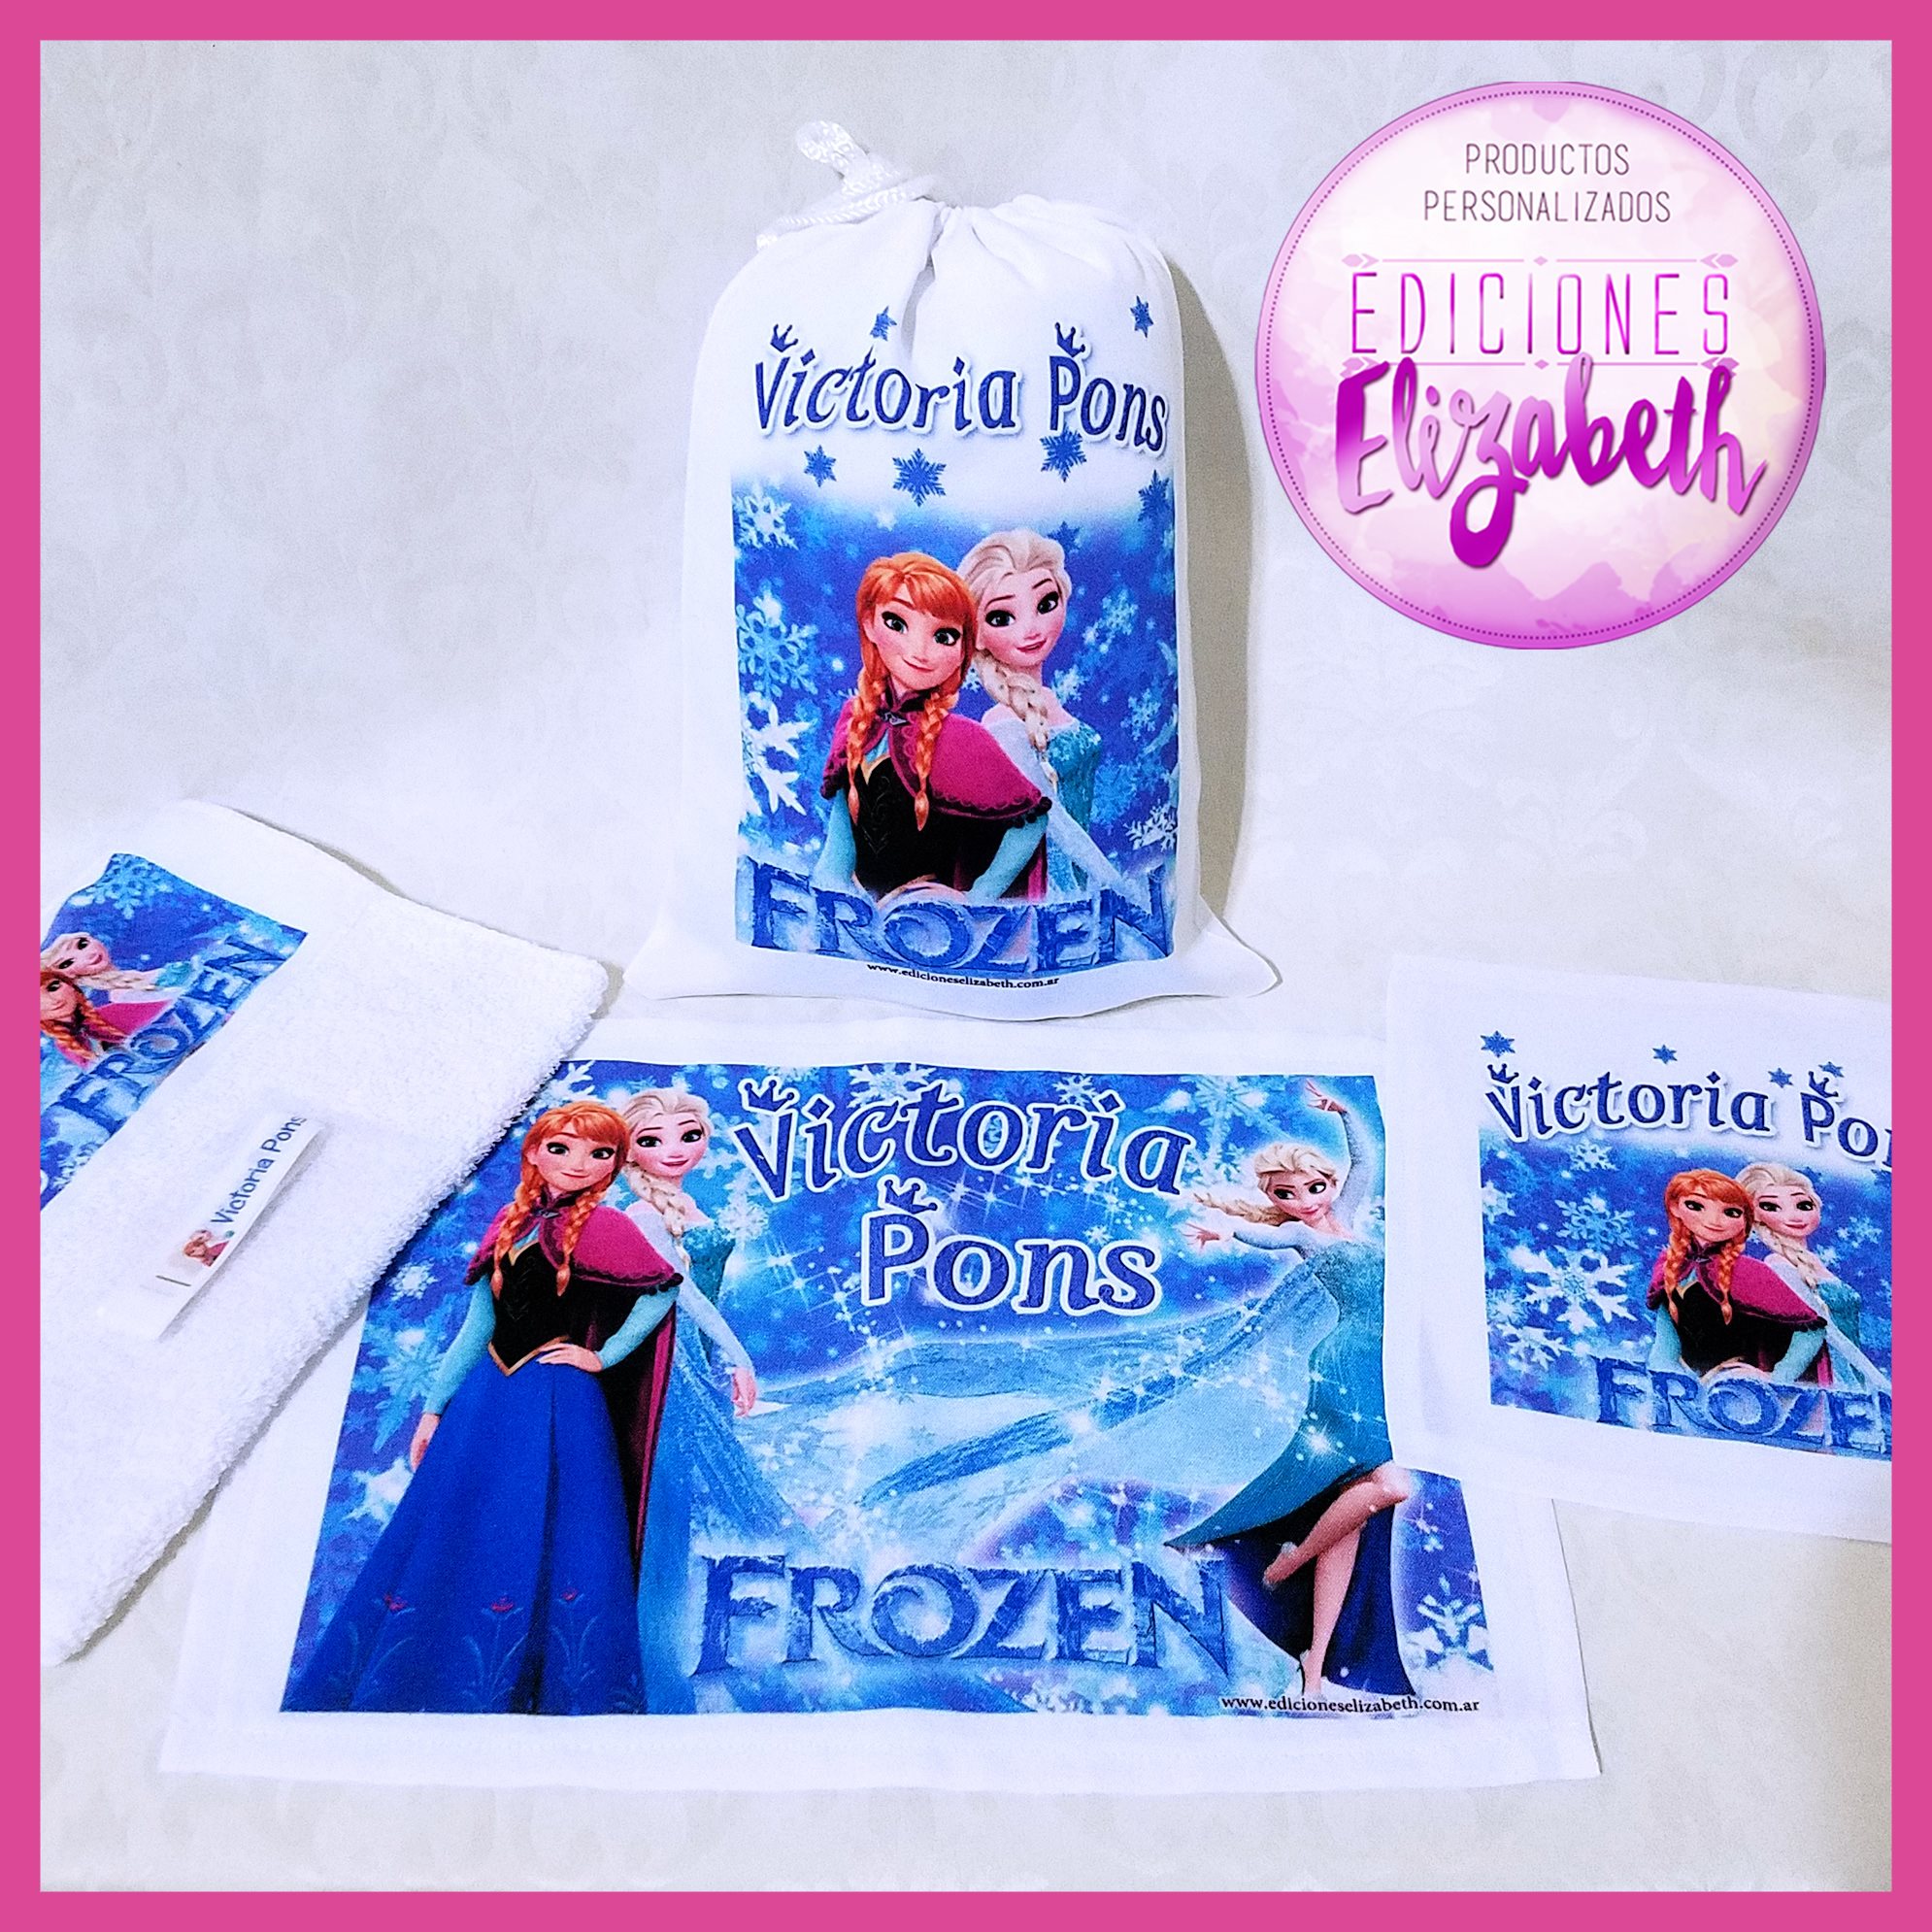 PRODUCTOS
PERSONALIZADOS
EDICIONES
Elizabeth
Victoria Pons
FROZEN
www.edicioneselizabeth.com.ar
FROZEN
Victoria Pons
Victoria
Pons
FROZEN
www.edicioneselizabeth.com.ar
Victoria
FROZEN